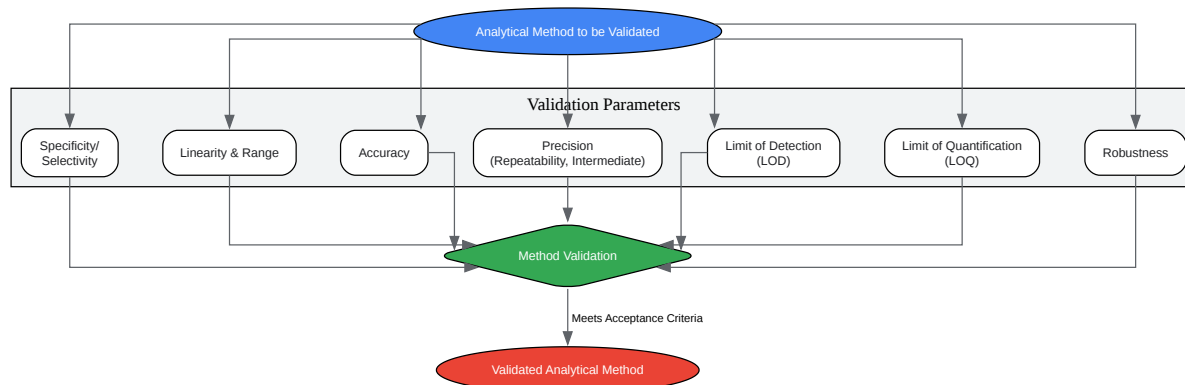 Analytical Method to be Validated
Validation Parameters
Specificity/
Selectivity
Linearity & Range
Accuracy
Precision
(Repeatability, Intermediate)
Limit of Detection
(LOD)
Limit of Quantification
(LOQ)
Robustness
Method Validation
Meets Acceptance Criteria
Validated Analytical Method